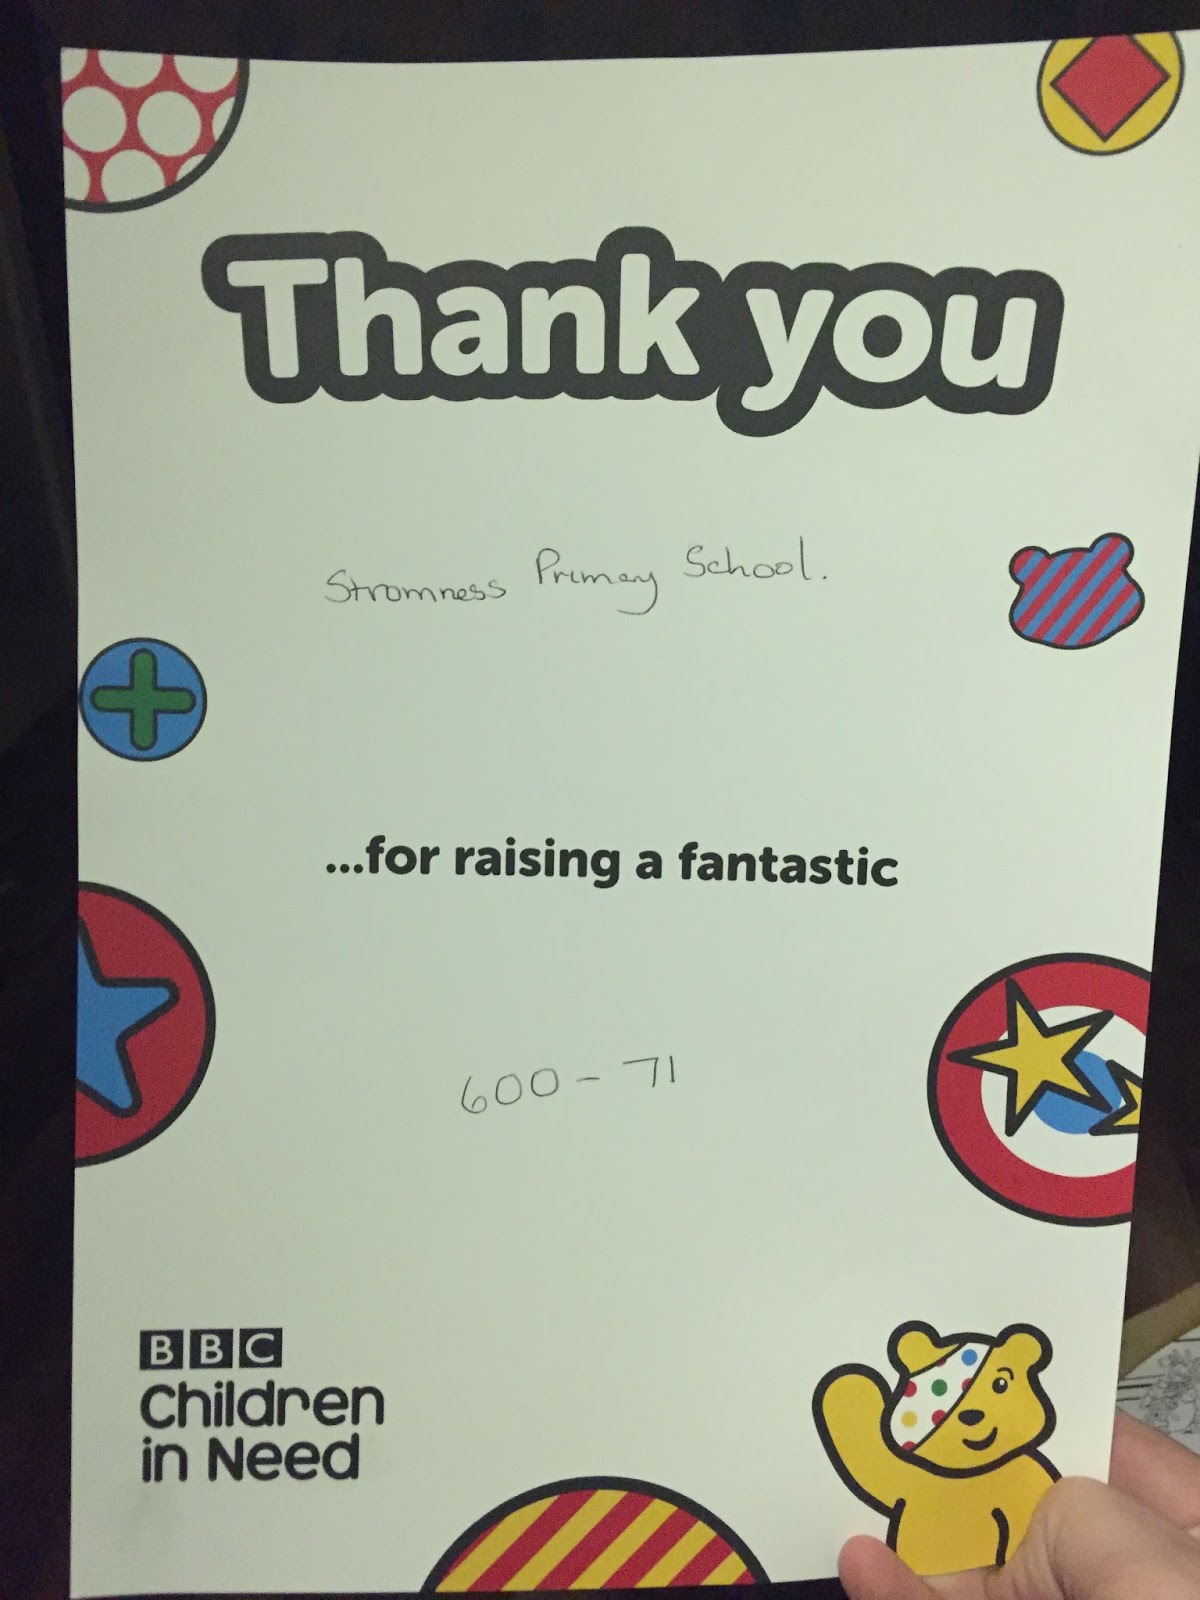 Thank you
Stromness Primary School.
...for raising a fantastic
600-71
BBC
Children
in Need